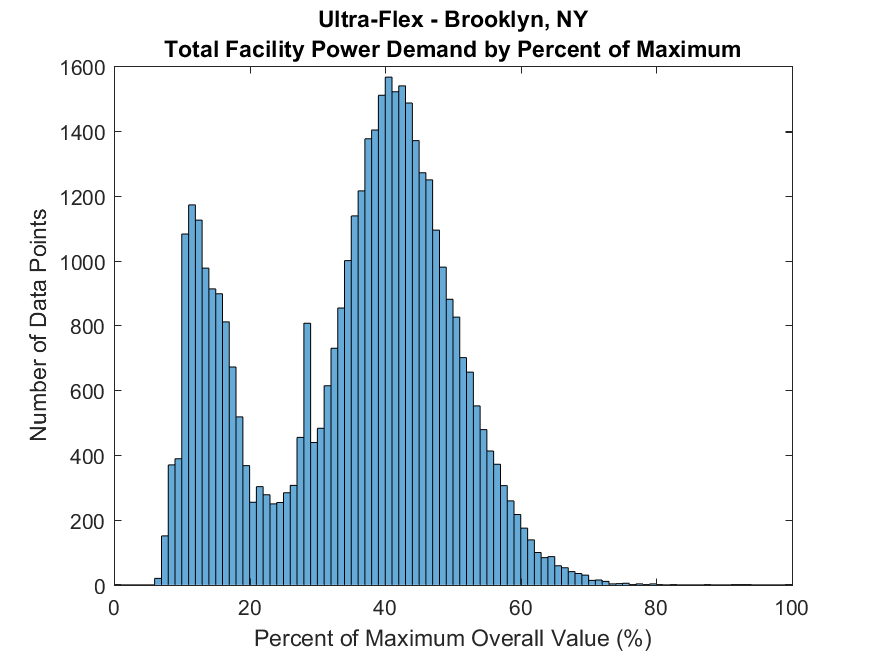 Ultra-Flex - Brooklyn, NY
Total Facility Power Demand by Percent of Maximum
1600
1400
1200
1000
800
600
400
200
0
Number of Data Points
0 20 40 60 80 100
Percent of Maximum Overall Value (%)